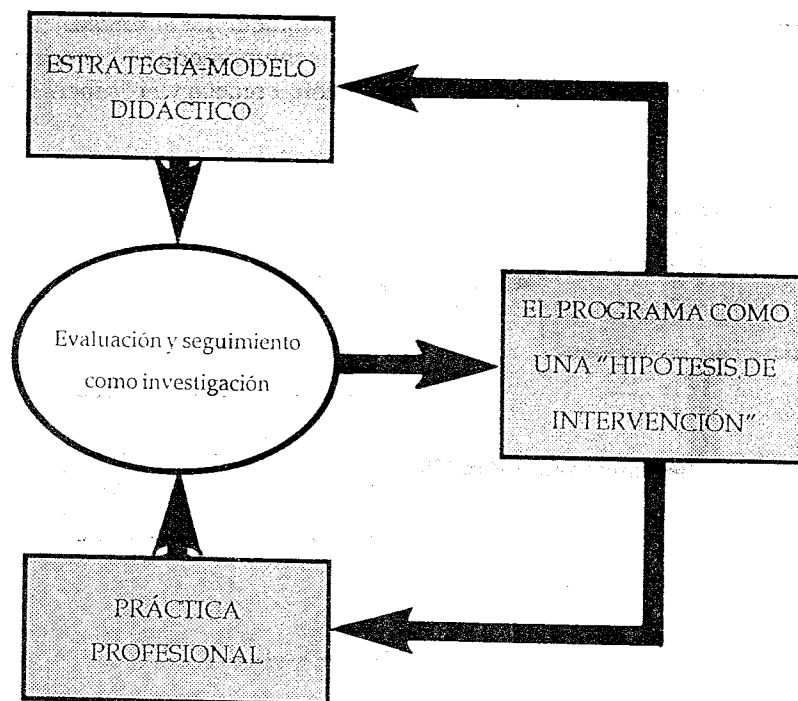 ESTRATEGIA-MODELO
DIDÁCTICO
Evaluación y seguimiento
como investigación
EL PROGRAMA COMO
UNA "HIPÓTESIS DE
INTERVENCIÓN"
PRÁCTICA
PROFESIONAL